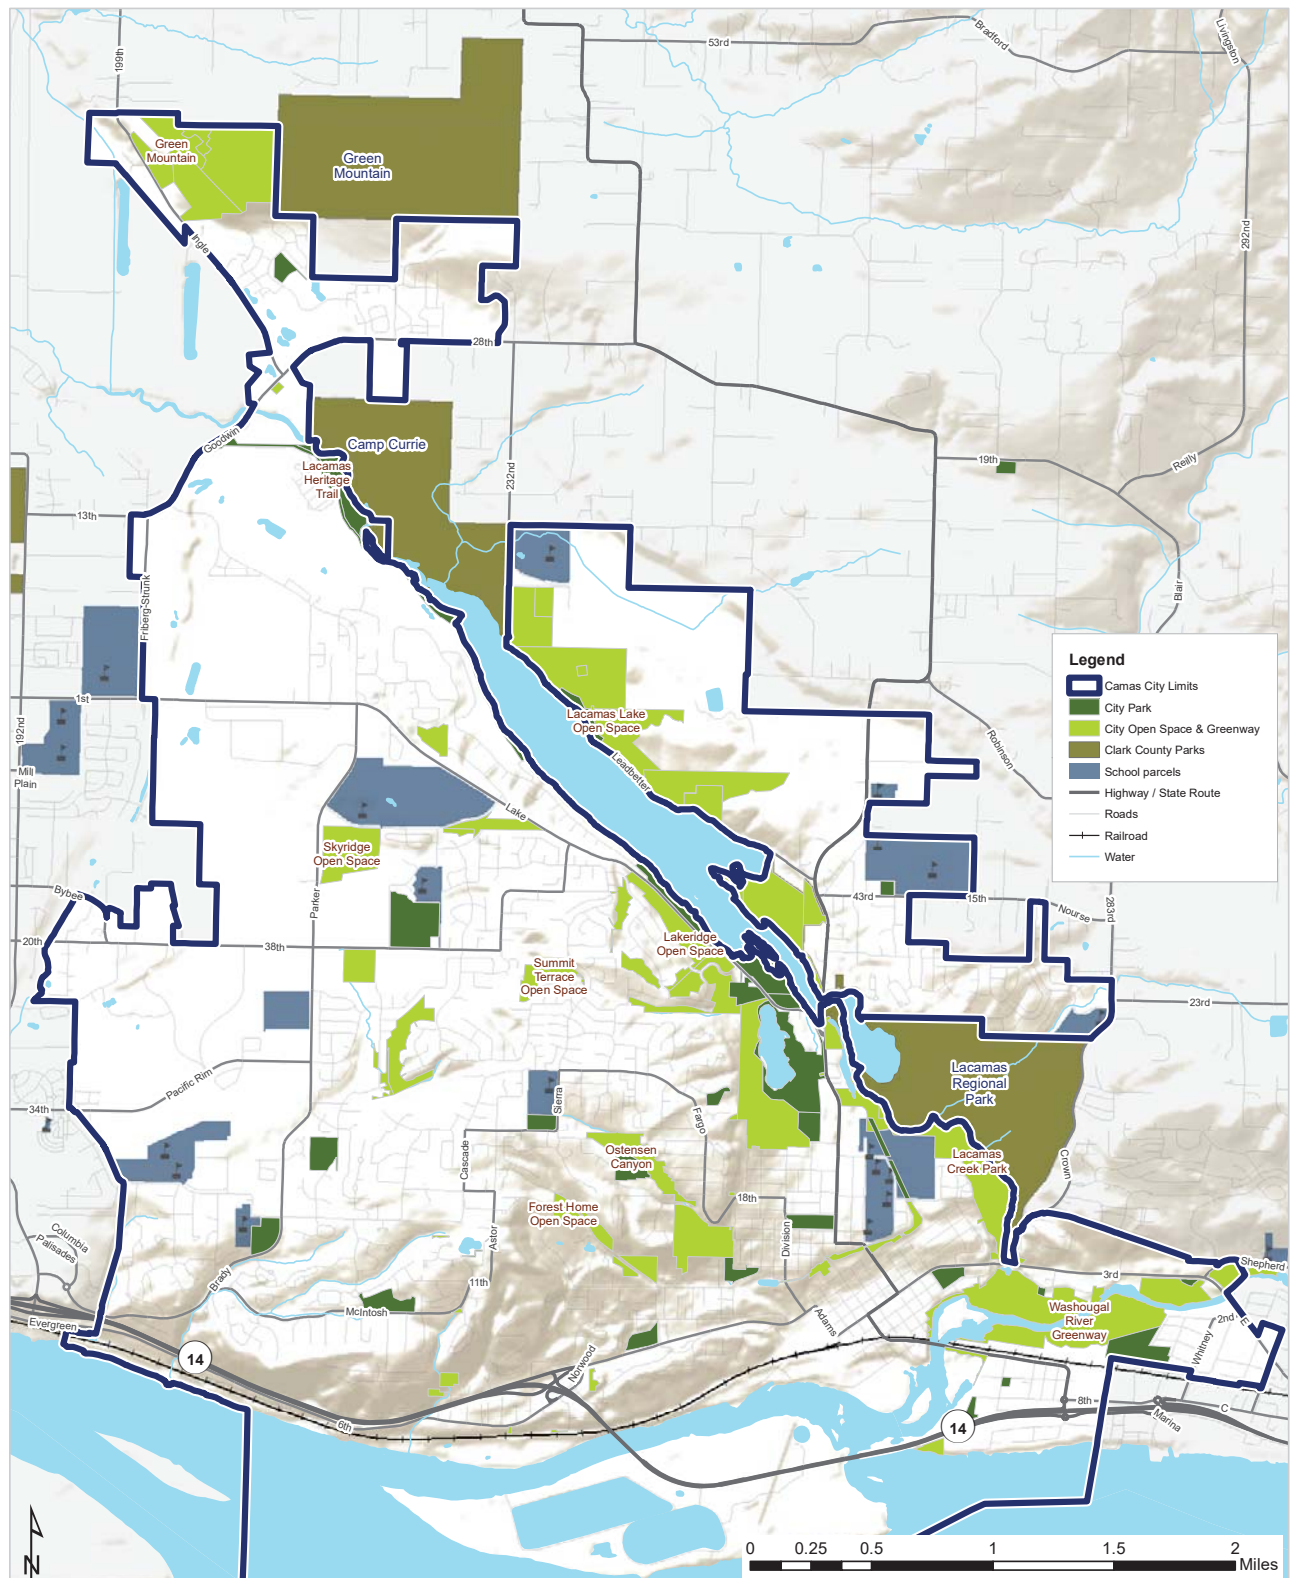 53rd
Bradford
Livingston
199th
Green
Mountain
Green
Mountain
292nd
Ingle
28th
Goodwin
Camp Currie
Lacamas
Heritage
Trail
232nd
19th
Reilly
13th
Friberg-Strunk
Blair
1st
192nd
Mill
Plain
Lacamas Lake
Open Space
Leadbetter
Robinson
Lake
Legend
Camas City Limits
City Park
City Open Space & Greenway
Clark County Parks
School parcels
Highway / State Route
Roads
Railroad
Water
Skyridge
Open Space
Bybee
Parker
43rd
15th
Nourse
283rd
20th
38th
Lakeridge
Open Space
Summit
Terrace
Open Space
23rd
Pacific Rim
34th
Sierra
Fargo
Lacamas
Regional
Park
Cascade
Ostensen
Canyon
Lacamas
Creek Park
Crown
18th
Forest Home
Open Space
Astor
Division
Columbia
Palisades
Brady
11th
3rd
Shepherd
McIntosh
Evergreen
Adams
Washougal
River
Greenway
2nd
E
Whitney
14
Norwood
6th
8th
C
Marina
14
N
0 0.25 0.5 1 1.5 2
Miles